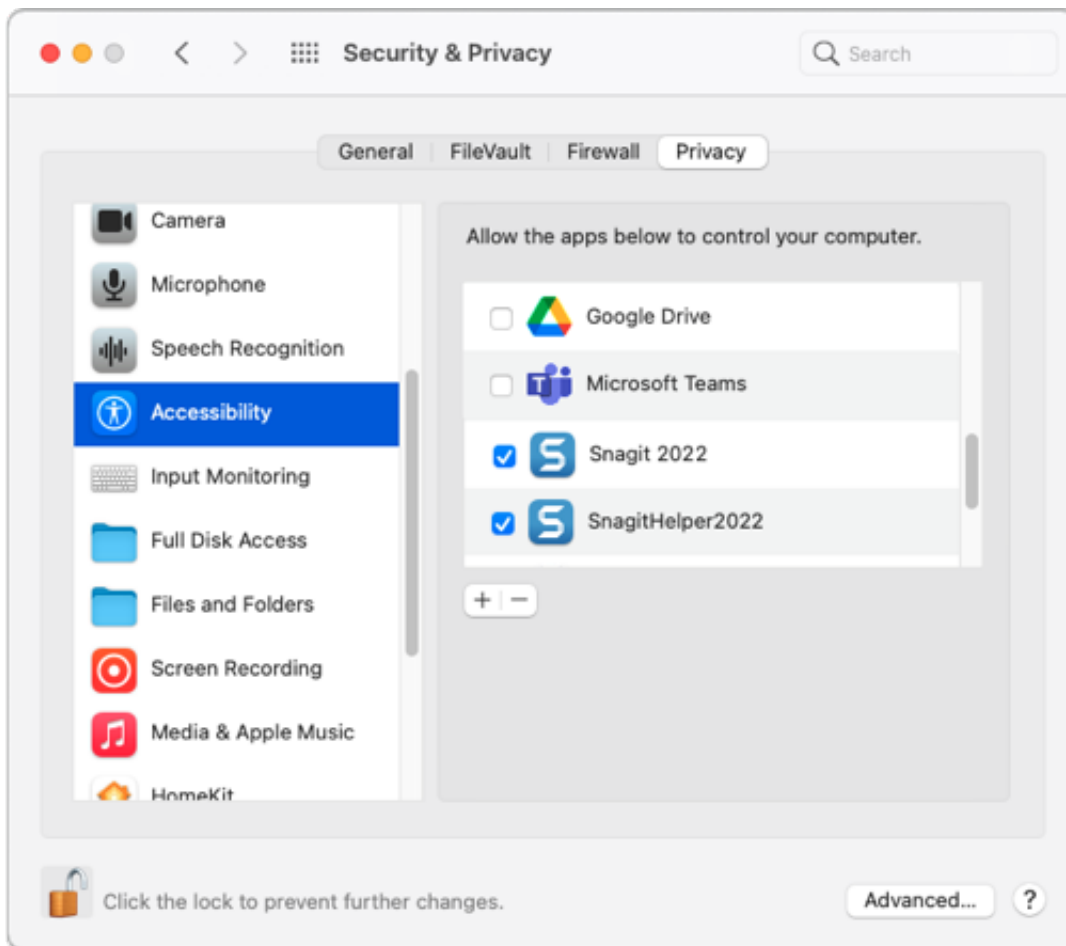 Security & Privacy
Search
General
FileVault
Firewall
Privacy
Camera
Microphone
Speech Recognition
Accessibility
Input Monitoring
Full Disk Access
Files and Folders
Screen Recording
Media & Apple Music
HomeKit
Allow the apps below to control your computer.
Google Drive
Microsoft Teams
Snagit 2022
SnagitHelper2022
Click the lock to prevent further changes.
Advanced...
?